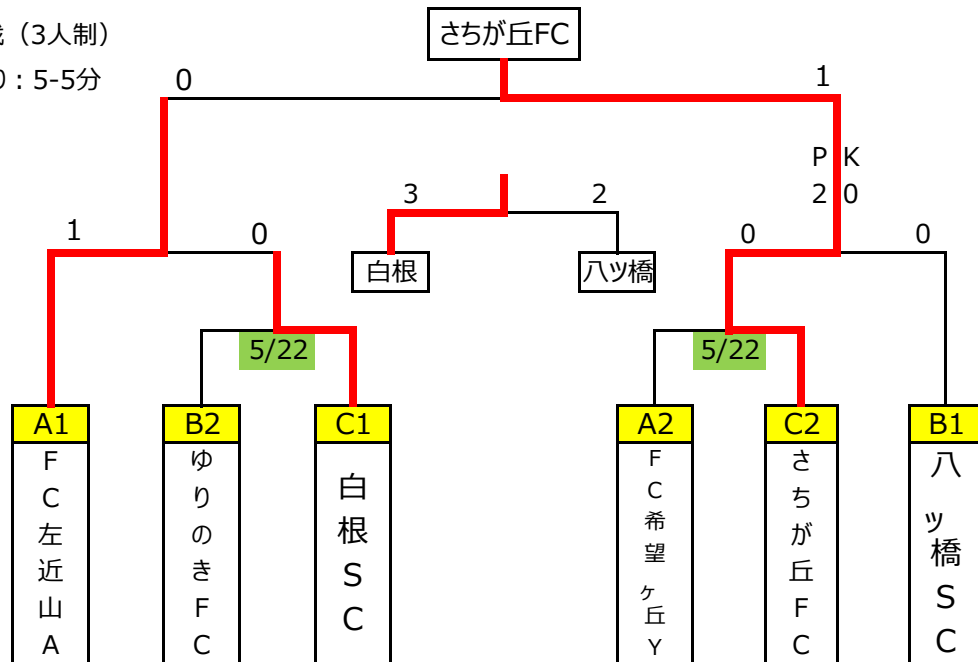 戦（3人制）
さちが丘FC
：5-5分
0
1
P K
2 0
3
2
1
0
0
0
白根
八ツ橋
5/22
5/22
A1
B2
C1
A2
C2
B1
FC左近山A
ゆりのきFC
白根SC
FC希望ヶ丘Y
さちが丘FC
八ツ橋SC